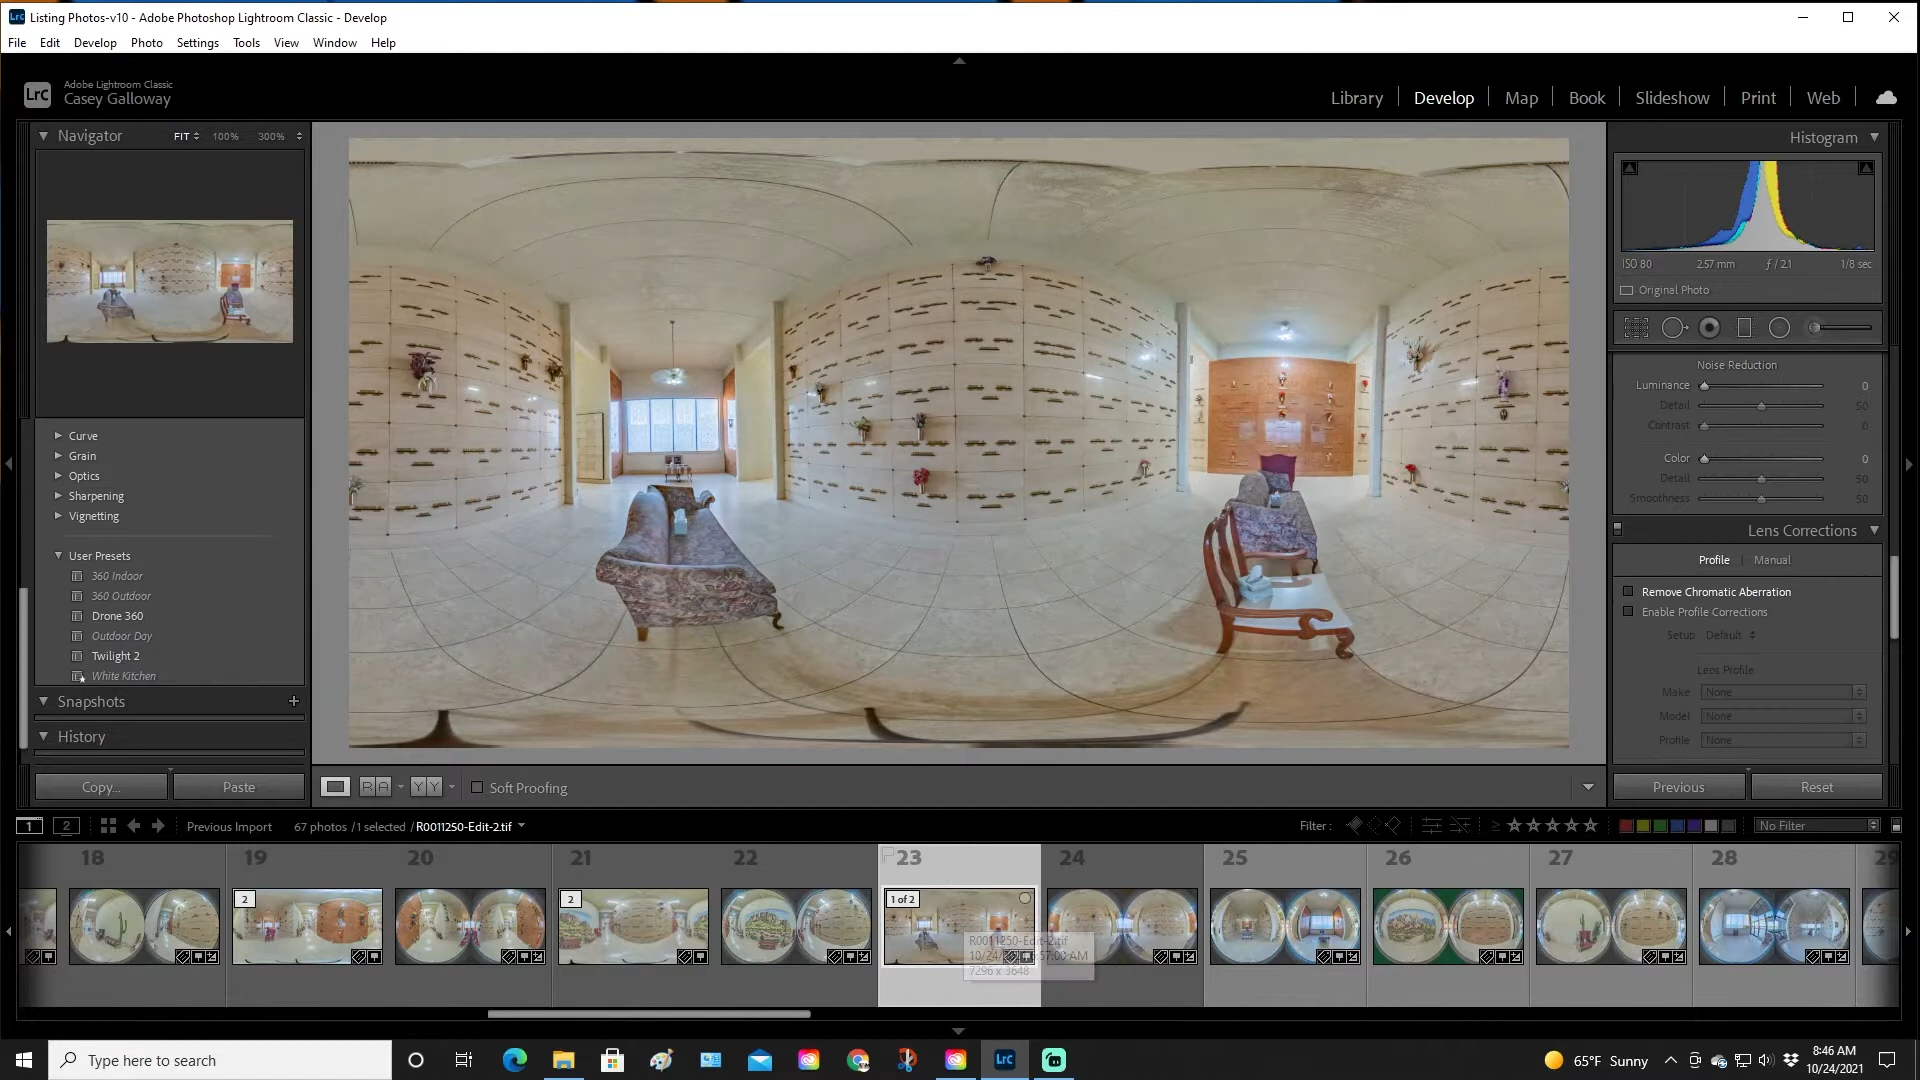 Listing Photos-v10 - Adobe Photoshop Lightroom Classic - Develop
File Edit Develop Photo Settings Tools View Window Help
Adobe Lightroom Classic
Casey Galloway
Library Develop Map Book Slideshow Print Web
Navigator FIT 100% 300%
Histogram
ISO 80 2.57 mm ƒ / 2.1 1/8 sec
Original Photo
Noise Reduction
Luminance 0
Detail 50
Contrast 0
Color 0
Detail 50
Smoothness 50
Lens Corrections
Profile Manual
Remove Chromatic Aberration
Enable Profile Corrections
Setup Default
Lens Profile
Make None
Model None
Profile None
Previous Reset
Curve
Grain
Optics
Sharpening
Vignetting
User Presets
360 Indoor
360 Outdoor
Drone 360
Outdoor Day
Twilight 2
White Kitchen
Snapshots +
History
Copy... Paste
R A Y Y Soft Proofing
1 2 Previous Import 67 photos / 1 selected / R0011250-Edit-2.tif
Filter : ≥ No Filter
18 19 20 21 22 23 24 25 26 27 28 29
2 2 1 of 2
R0011250-Edit-2.tif
7296 x 3648
Type here to search
65°F Sunny
8:46 AM
10/24/2021